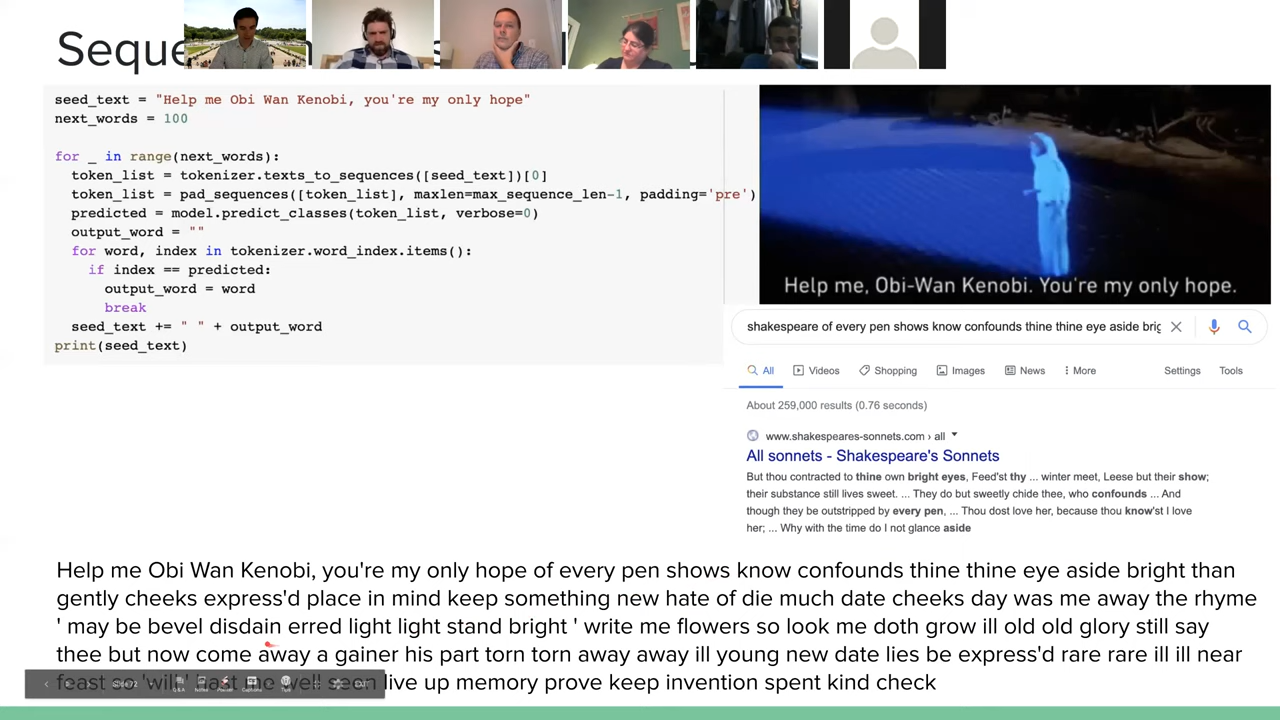 seed_text = "Help me Obi Wan Kenobi, you're my only hope"
next_words = 100
for _ in range(next_words):
token_list = tokenizer.texts_to_sequences([seed_text])[0]
token_list = pad_sequences([token_list], maxlen=max_sequence_len-1, padding='pre')
predicted = model.predict_classes(token_list, verbose=0)
output_word = ""
for word, index in tokenizer.word_index.items():
if index == predicted:
output_word = word
break
seed_text += " " + output_word
print(seed_text)
Help me, Obi-Wan Kenobi. You're my only hope.
shakespeare of every pen shows know confounds thine thine eye aside brig
All Videos Shopping Images News More Settings Tools
About 259,000 results (0.76 seconds)
www.shakespeares-sonnets.com › all
All sonnets - Shakespeare's Sonnets
But thou contracted to thine own bright eyes, Feed'st thy ... winter meet, Leese but their show;
their substance still lives sweet. ... They do but sweetly chide thee, who confounds ... And
though they be outstripped by every pen, ... Thou dost love her, because thou know'st I love
her; ... Why with the time do I not glance aside
Help me Obi Wan Kenobi, you're my only hope of every pen shows know confounds thine thine eye aside bright than
gently cheeks express'd place in mind keep something new hate of die much date cheeks day was me away the rhyme
' may be bevel disdain erred light light stand bright ' write me flowers so look me doth grow ill old old glory still say
thee but now come away a gainer his part torn torn away away ill young new date lies be express'd rare rare ill ill near
feast so 'will' hast me well seen live up memory prove keep invention spent kind check